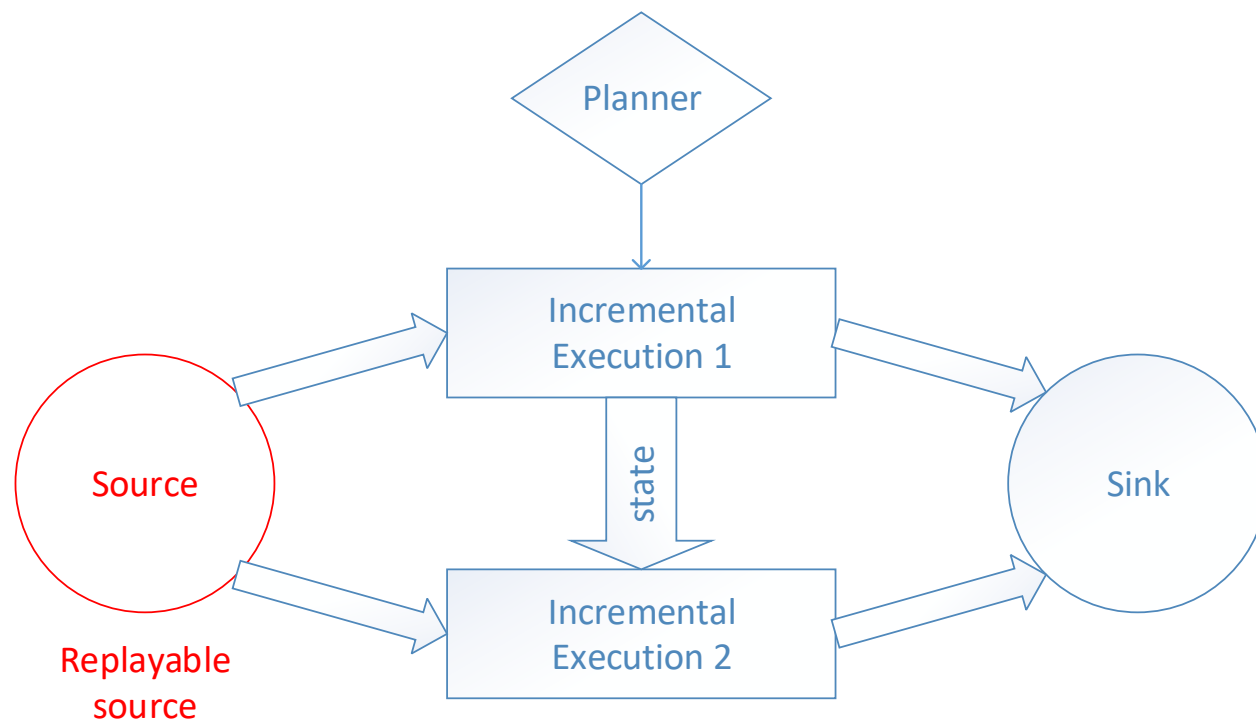 Planner
Incremental
Execution 1
Source
state
Sink
Incremental
Execution 2
Replayable
source